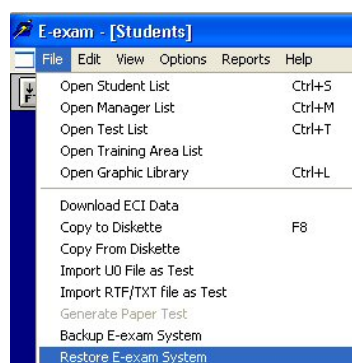 E-exam - [Students]
File Edit View Options Reports Help
Open Student List Ctrl+S
Open Manager List Ctrl+M
Open Test List Ctrl+T
Open Training Area List
Open Graphic Library Ctrl+L
Download ECI Data
Copy to Diskette F8
Copy From Diskette
Import U0 File as Test
Import RTF/TXT file as Test
Generate Paper Test
Backup E-exam System
Restore E-exam System